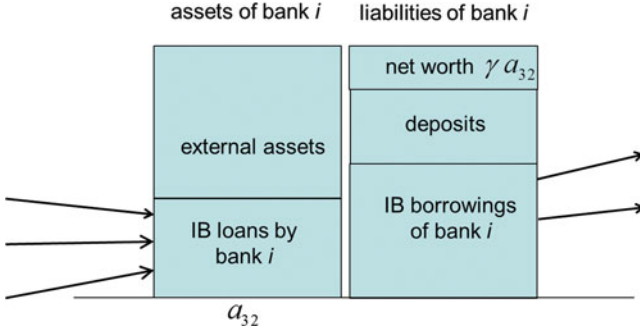 assets of bank i
liabilities of bank i
net worth γ a₃₂
deposits
external assets
IB borrowings
of bank i
IB loans by
bank i
a₃₂